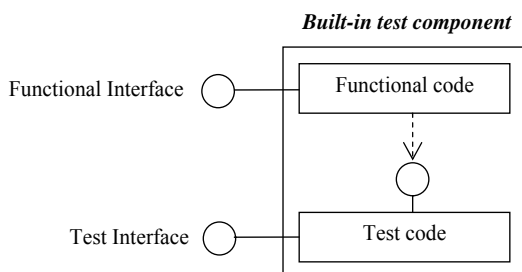 Built-in test component
Functional Interface
Functional code
Test Interface
Test code